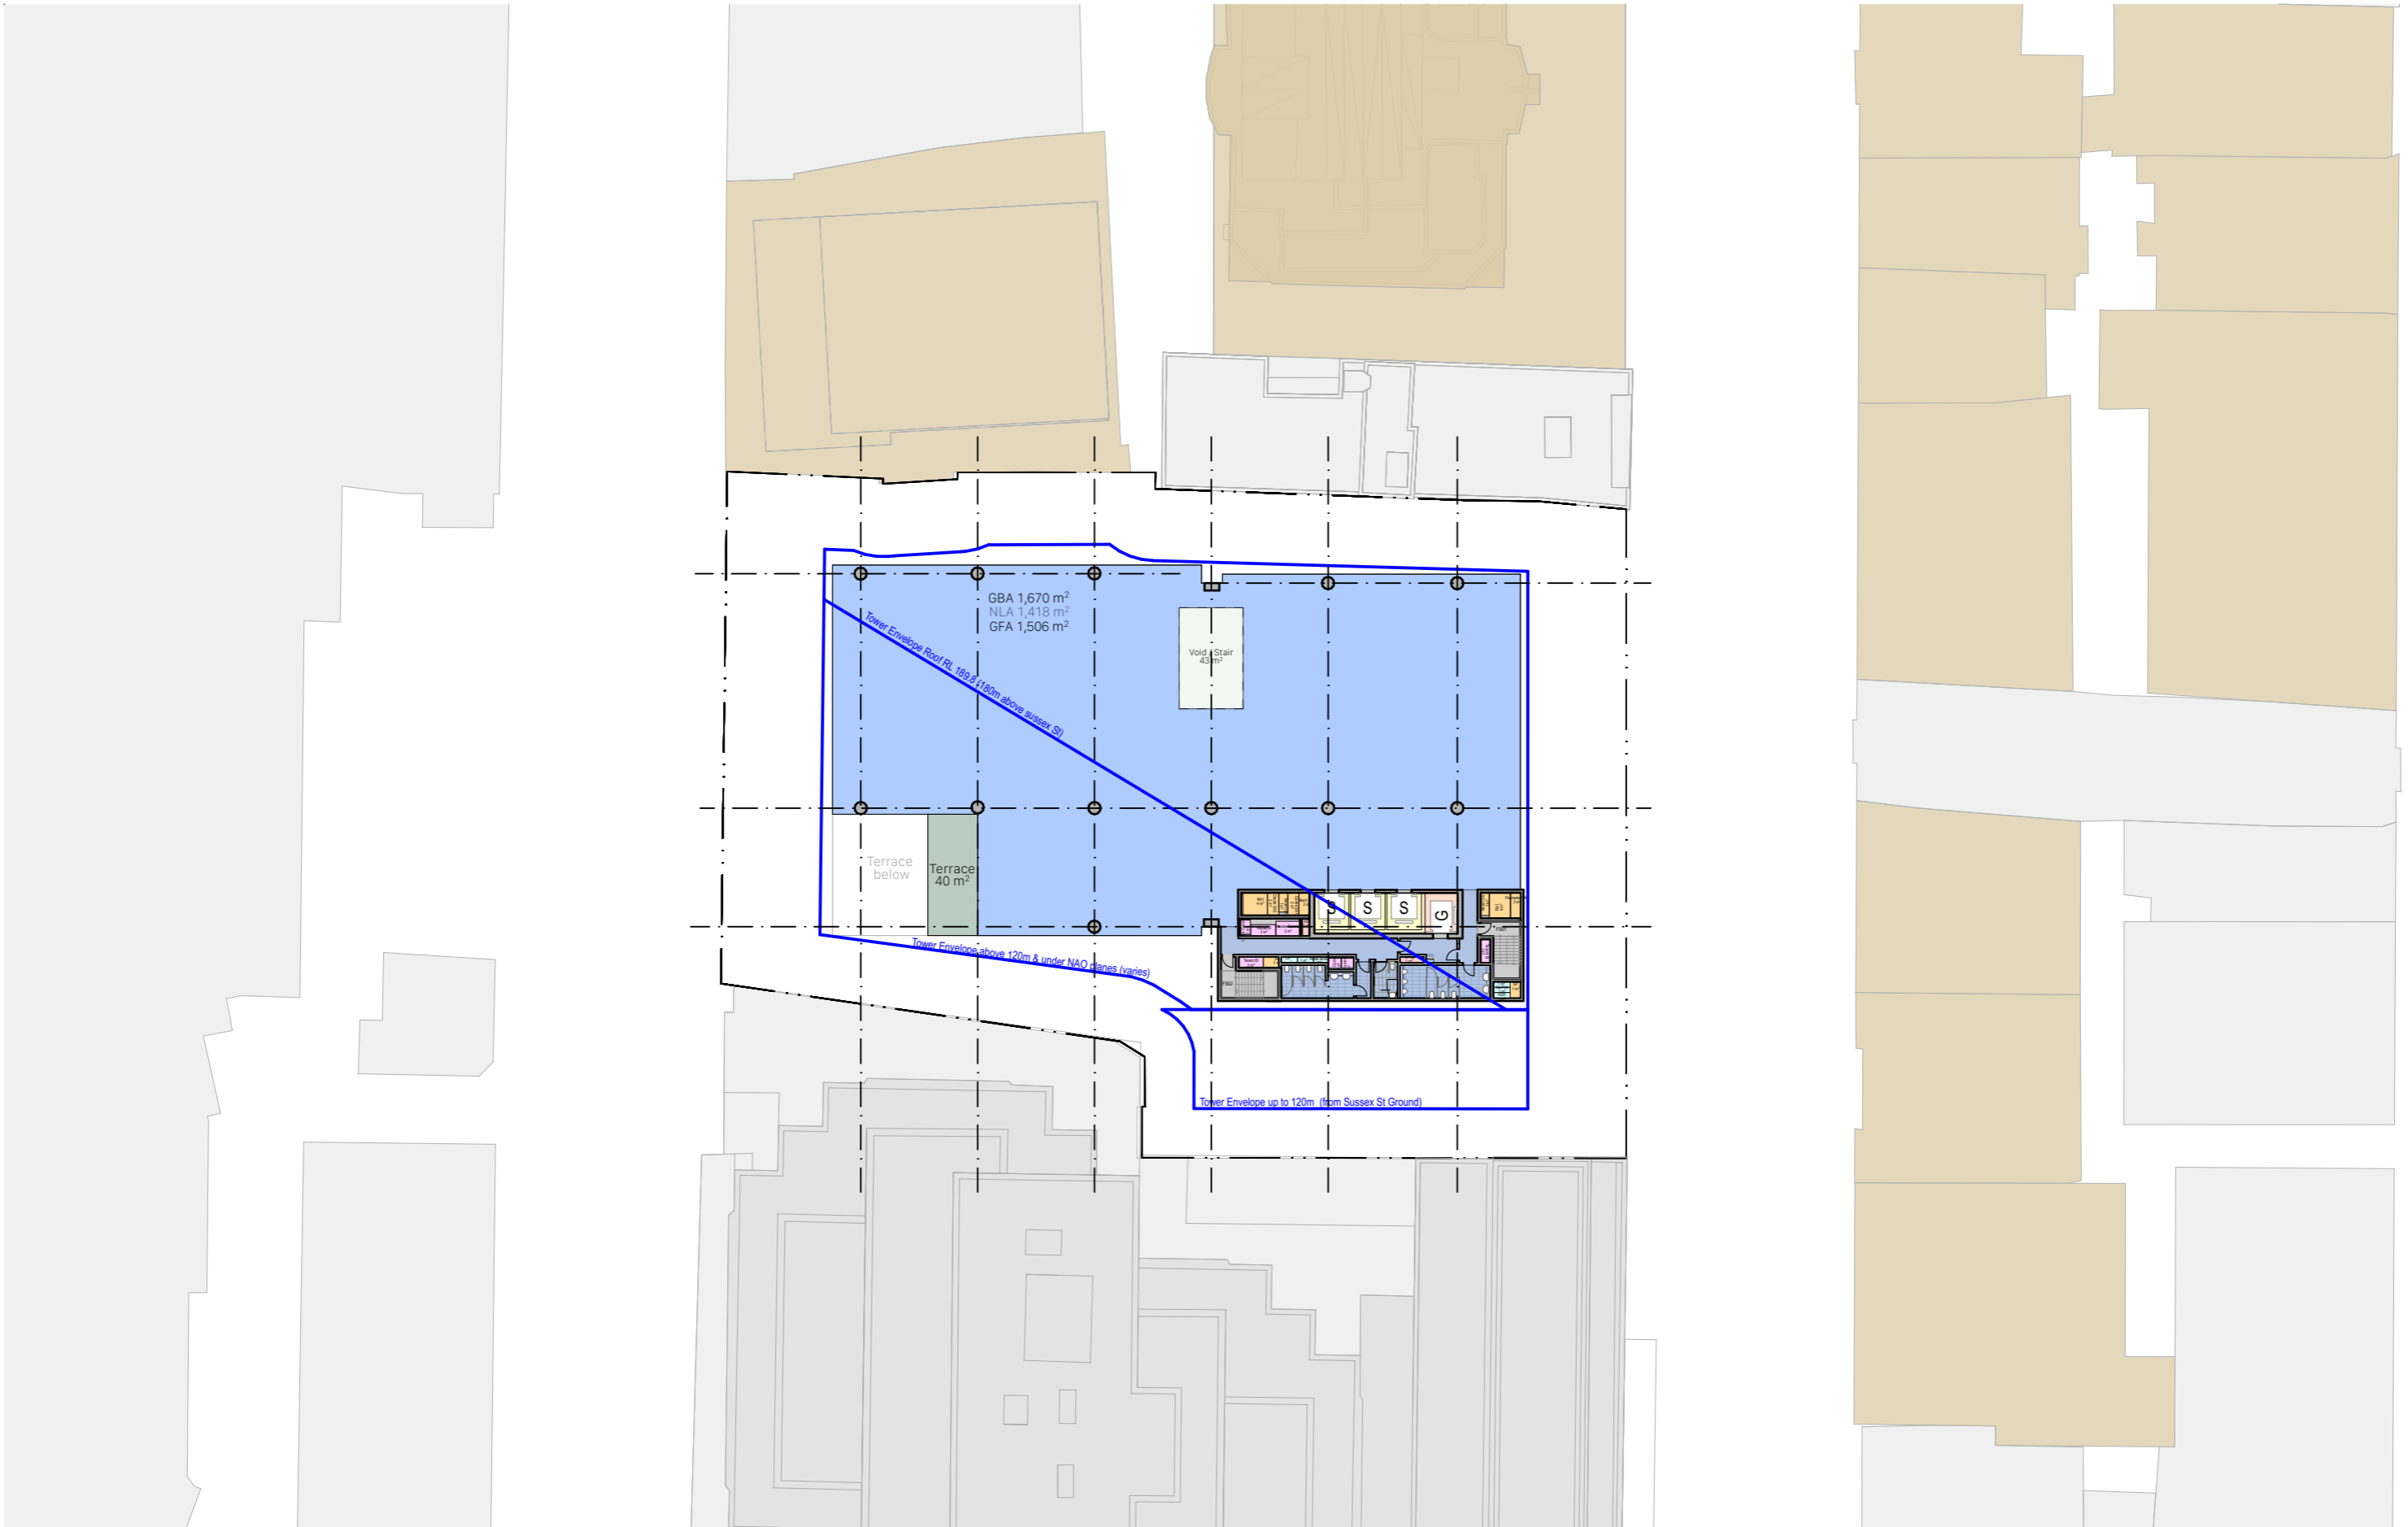 GBA 1,670 m²
NLA 1,418 m²
GFA 1,506 m²
Tower Envelope Roof RL 189.8 (180m above sussex St)
Void / Stair
43 m²
Terrace
below
Terrace
40 m²
S
S
S
G
Tower Envelope above 120m & under NAO planes (varies)
Tower Envelope up to 120m (from Sussex St Ground)